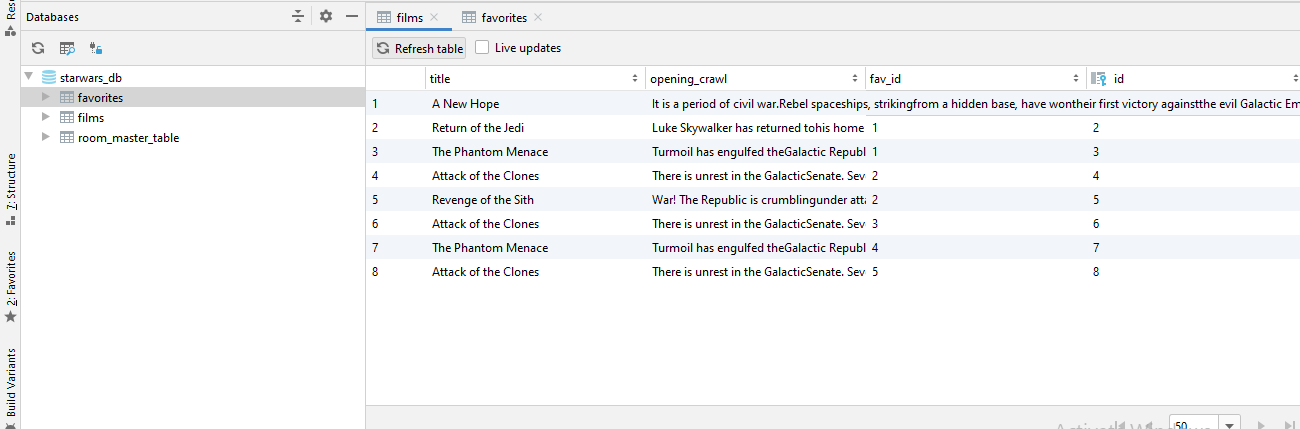 Databases
films
favorites
Refresh table
Live updates
starwars_db
favorites
films
room_master_table
title opening_crawl fav_id id
1 A New Hope It is a period of civil war.Rebel spaceships, strikingfrom a hidden base, have wontheir first victory againstthe evil Galactic Em
2 Return of the Jedi Luke Skywalker has returned tohis home 1 2
3 The Phantom Menace Turmoil has engulfed theGalactic Republ 1 3
4 Attack of the Clones There is unrest in the GalacticSenate. Sev 2 4
5 Revenge of the Sith War! The Republic is crumblingunder atta 2 5
6 Attack of the Clones There is unrest in the GalacticSenate. Sev 3 6
7 The Phantom Menace Turmoil has engulfed theGalactic Republ 4 7
8 Attack of the Clones There is unrest in the GalacticSenate. Sev 5 8
50
Rese
7: Structure
2: Favorites
Build Variants